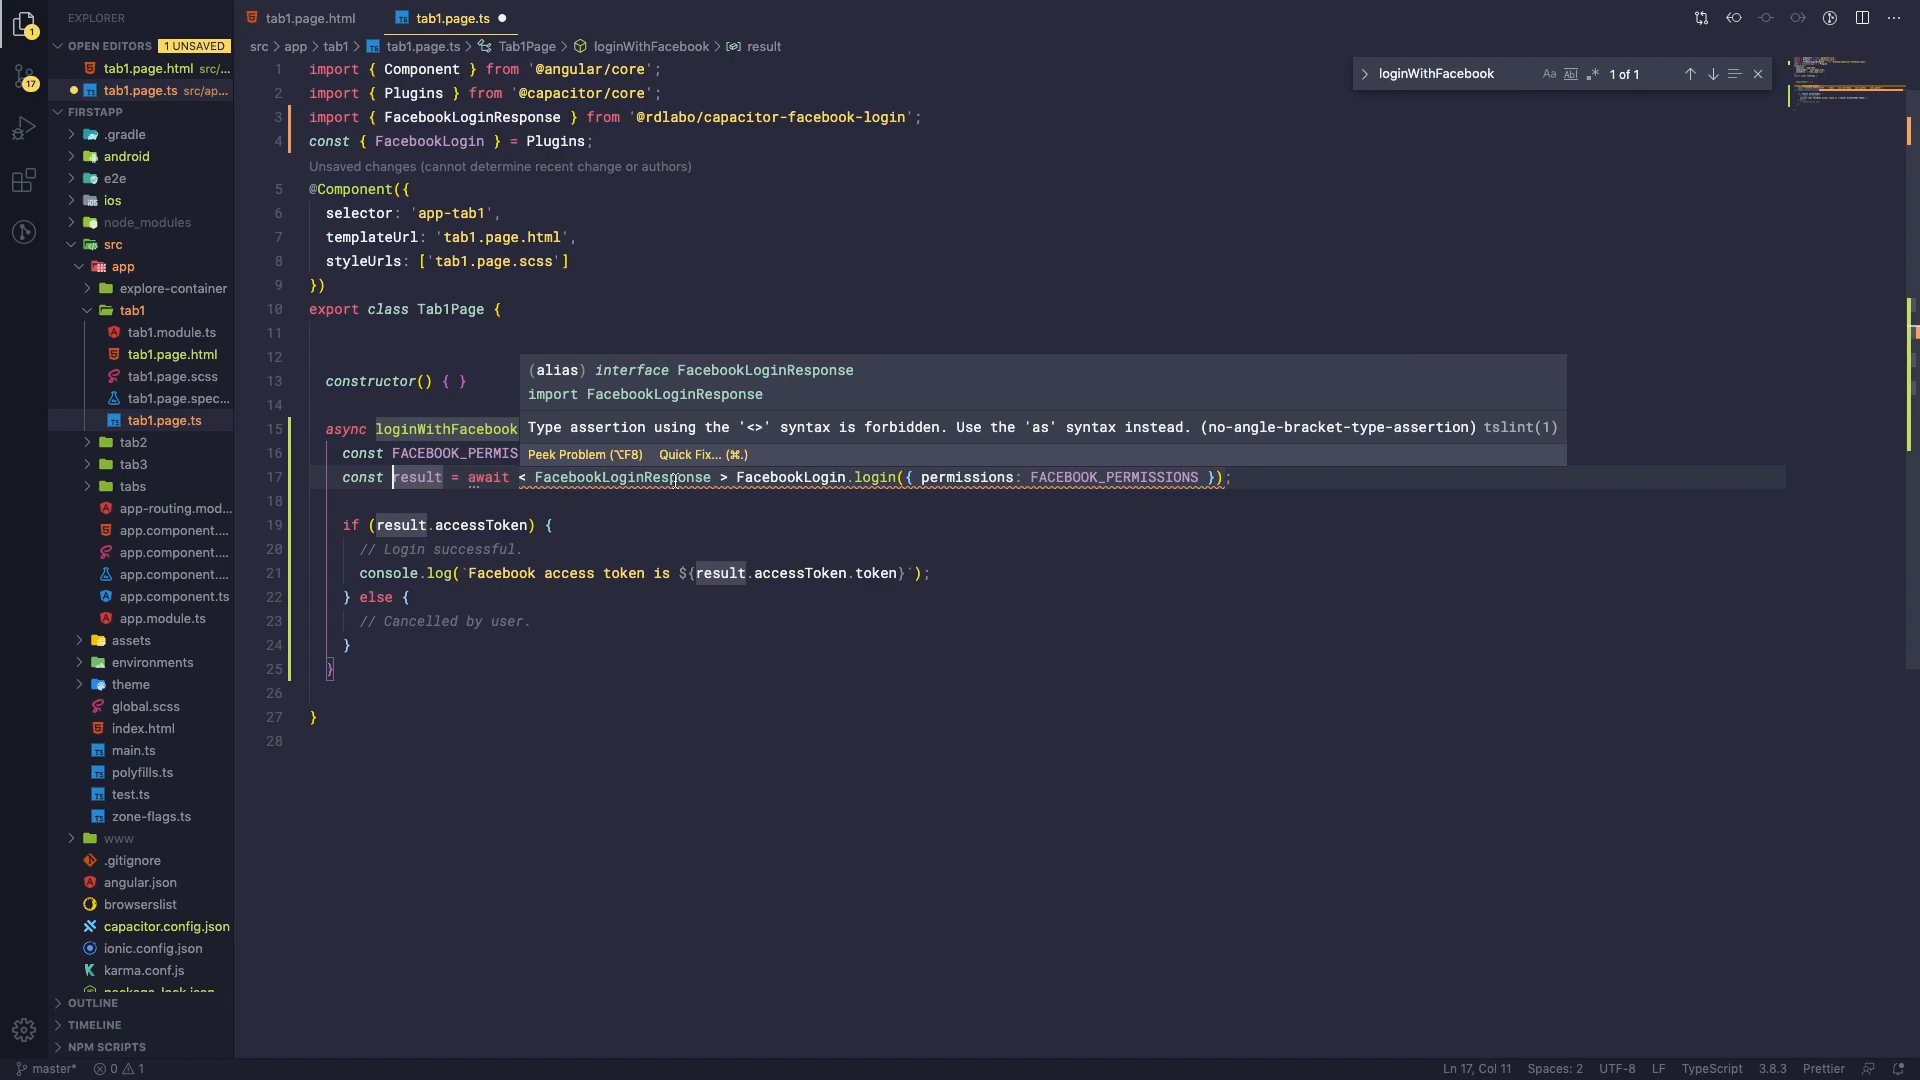 EXPLORER
OPEN EDITORS 1 UNSAVED
tab1.page.html src/...
tab1.page.ts src/ap...
FIRSTAPP
.gradle
android
e2e
ios
node_modules
src
app
explore-container
tab1
tab1.module.ts
tab1.page.html
tab1.page.scss
tab1.page.spec...
tab1.page.ts
tab2
tab3
tabs
app-routing.mod...
app.component....
app.component....
app.component....
app.component.ts
app.module.ts
assets
environments
theme
global.scss
index.html
main.ts
polyfills.ts
test.ts
zone-flags.ts
www
.gitignore
angular.json
browserslist
capacitor.config.json
ionic.config.json
karma.conf.js
package-lock.json
OUTLINE
TIMELINE
NPM SCRIPTS
1
17
tab1.page.html
tab1.page.ts
src > app > tab1 > tab1.page.ts > Tab1Page > loginWithFacebook > result
loginWithFacebook Aa Abl .* 1 of 1
1 import { Component } from '@angular/core';
2 import { Plugins } from '@capacitor/core';
3 import { FacebookLoginResponse } from '@rdlabo/capacitor-facebook-login';
4 const { FacebookLogin } = Plugins;
Unsaved changes (cannot determine recent change or authors)
5 @Component({
6 selector: 'app-tab1',
7 templateUrl: 'tab1.page.html',
8 styleUrls: ['tab1.page.scss']
9 })
10 export class Tab1Page {
11
12
13 constructor() { }
14
15 async loginWithFacebook
16 const FACEBOOK_PERMIS
17 const result = await < FacebookLoginResponse > FacebookLogin.login({ permissions: FACEBOOK_PERMISSIONS });
18
19 if (result.accessToken) {
20 // Login successful.
21 console.log(`Facebook access token is ${result.accessToken.token}`);
22 } else {
23 // Cancelled by user.
24 }
25 }
26
27 }
28
(alias) interface FacebookLoginResponse
import FacebookLoginResponse
Type assertion using the '<>' syntax is forbidden. Use the 'as' syntax instead. (no-angle-bracket-type-assertion) tslint(1)
Peek Problem (⌥F8) Quick Fix... (⌘.)
master* 0 1
Ln 17, Col 11 Spaces: 2 UTF-8 LF TypeScript 3.8.3 Prettier